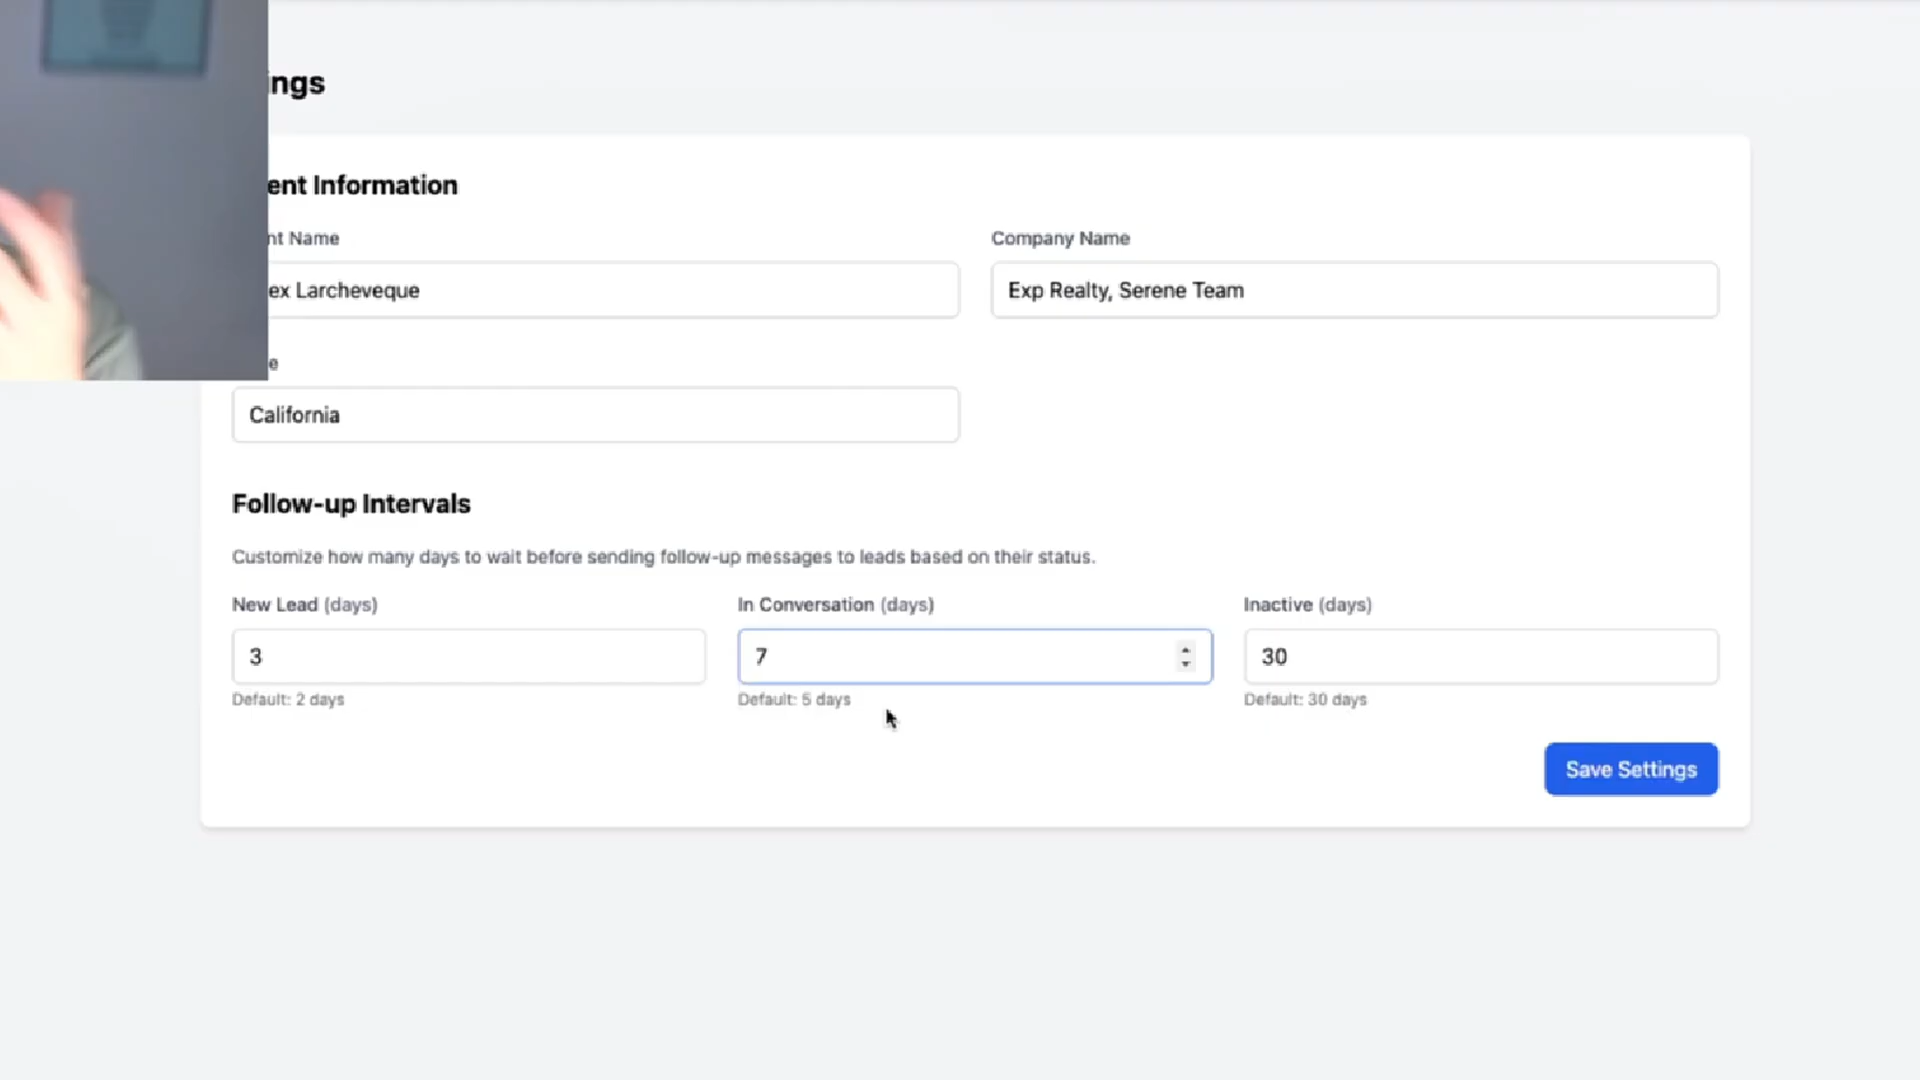 ings
ent Information
nt Name
Company Name
ex Larcheveque
Exp Realty, Serene Team
e
California
Follow-up Intervals
Customize how many days to wait before sending follow-up messages to leads based on their status.
New Lead (days)
In Conversation (days)
Inactive (days)
3
7
30
Default: 2 days
Default: 5 days
Default: 30 days
Save Settings